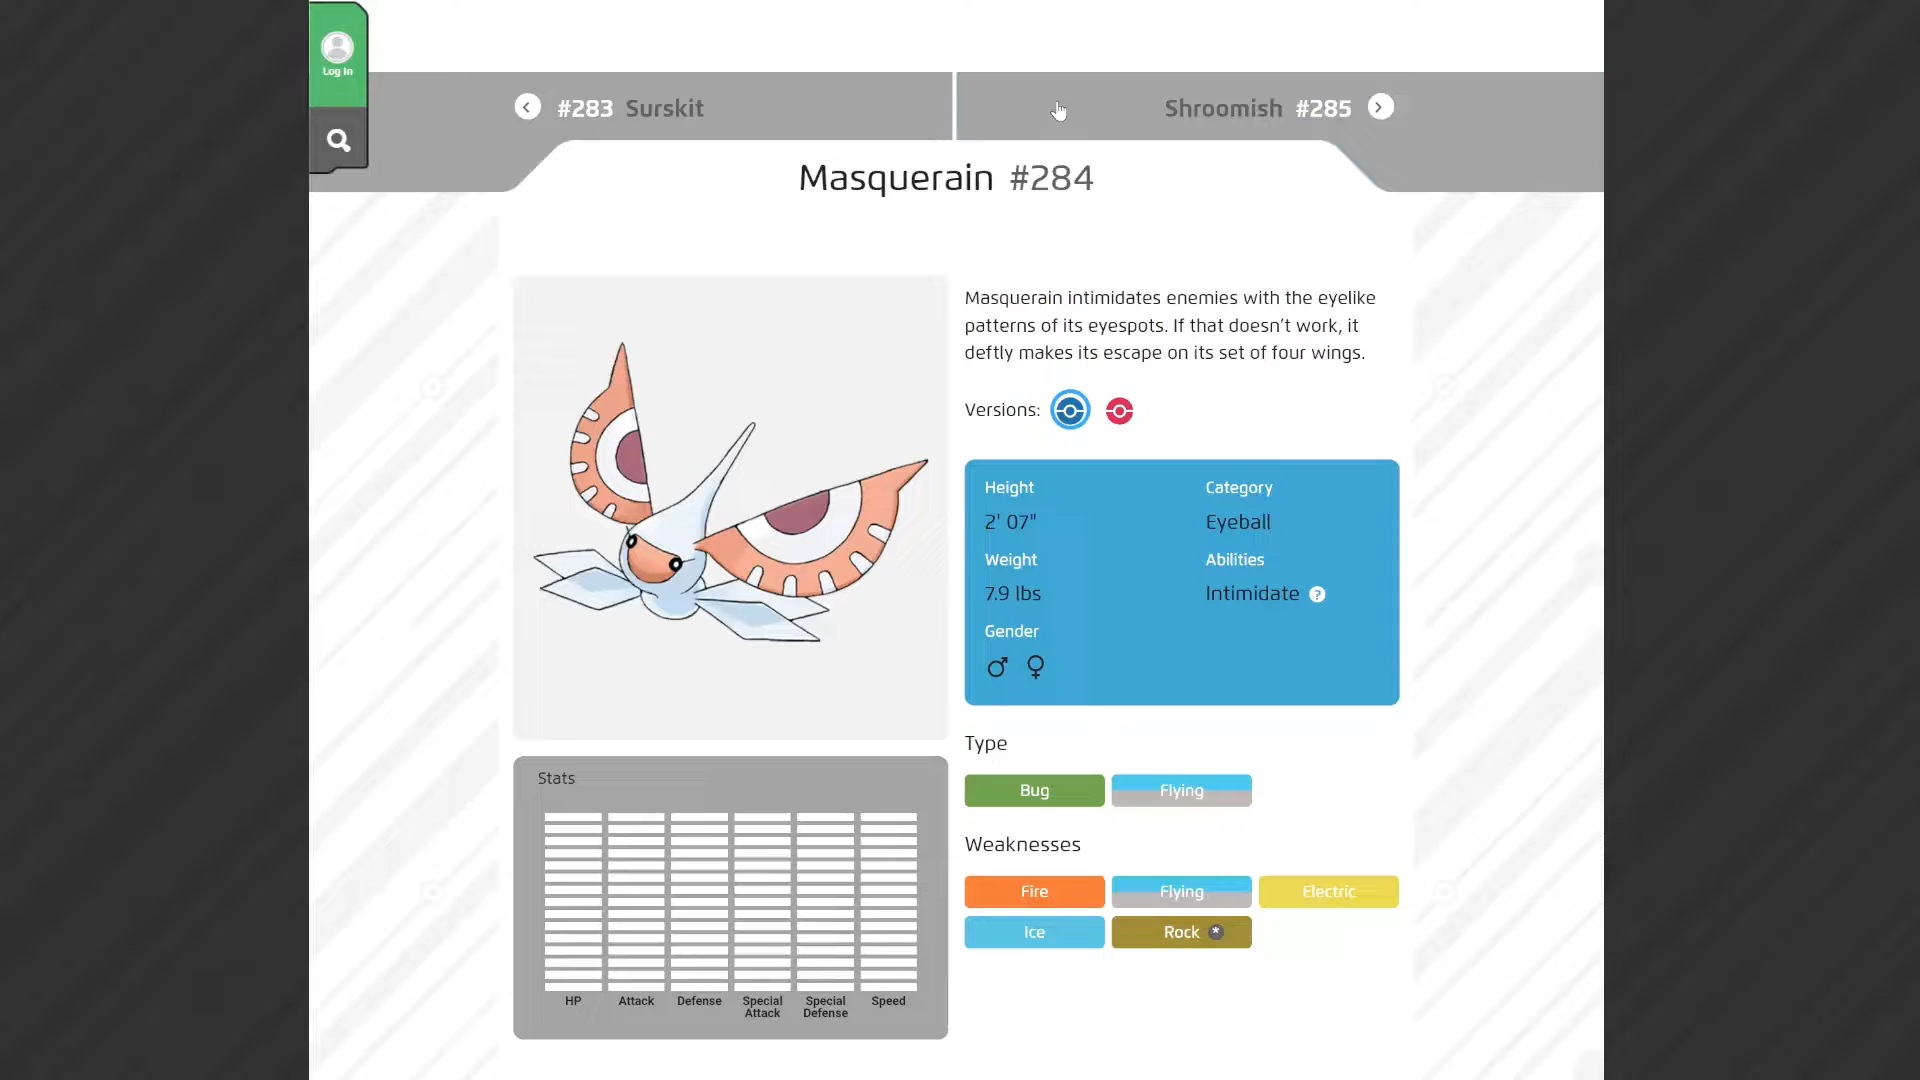 Log In
#283 Surskit
Shroomish #285
Masquerain #284
Masquerain intimidates enemies with the eyelike
patterns of its eyespots. If that doesn’t work, it
deftly makes its escape on its set of four wings.
Versions:
Height
2' 07"
Weight
7.9 lbs
Gender
Category
Eyeball
Abilities
Intimidate ?
Type
Bug
Flying
Weaknesses
Fire
Flying
Electric
Ice
Rock *
Stats
HP
Attack
Defense
Special
Attack
Special
Defense
Speed